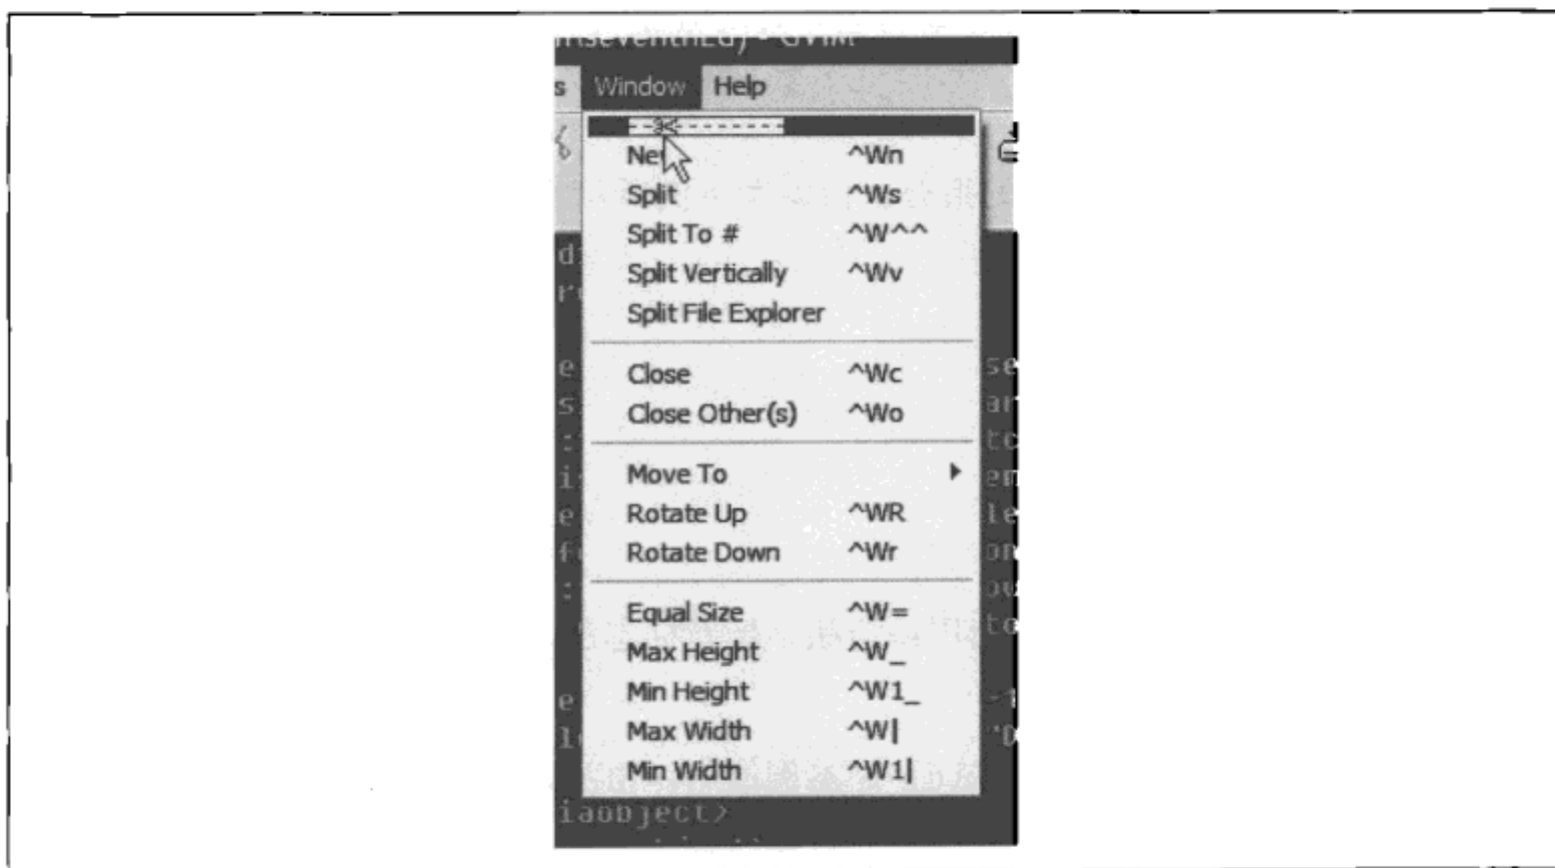 Window Help
New ^Wn
Split ^Ws
Split To # ^W^^
Split Vertically ^Wv
Split File Explorer
Close ^Wc
Close Other(s) ^Wo
Move To
Rotate Up ^WR
Rotate Down ^Wr
Equal Size ^W=
Max Height ^W_
Min Height ^W1_
Max Width ^W|
Min Width ^W1|
iaobject>